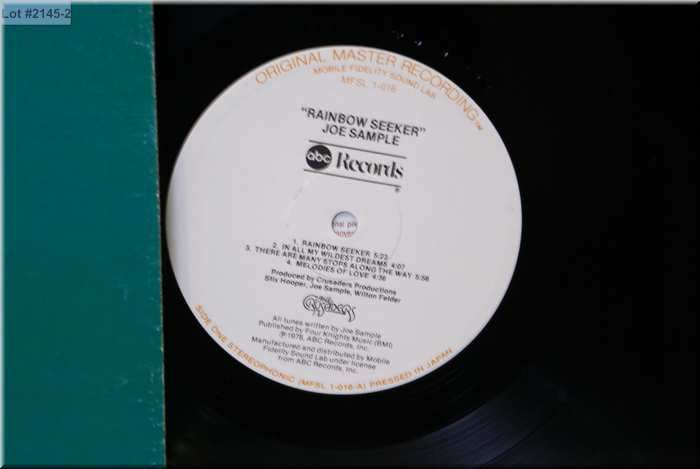 Lot #2145-2
ORIGINAL MASTER RECORDING™
MOBILE FIDELITY SOUND LAB
MFSL 1-016
"RAINBOW SEEKER"
JOE SAMPLE
abc Records
®
1. RAINBOW SEEKER 5:23
2. IN ALL MY WILDEST DREAMS 4:07
3. THERE ARE MANY STOPS ALONG THE WAY 5:56
4. MELODIES OF LOVE 4:36
Produced by Crusaders Productions
Stix Hooper, Joe Sample, Wilton Felder
The Crusaders
All tunes written by Joe Sample
Published by Four Knights Music (BMI)
℗1978, ABC Records, Inc.
Manufactured and distributed by Mobile
Fidelity Sound Lab under license
from ABC Records, Inc.
SIDE ONE STEREOPHONIC (MFSL 1-016-A) PRESSED IN JAPAN